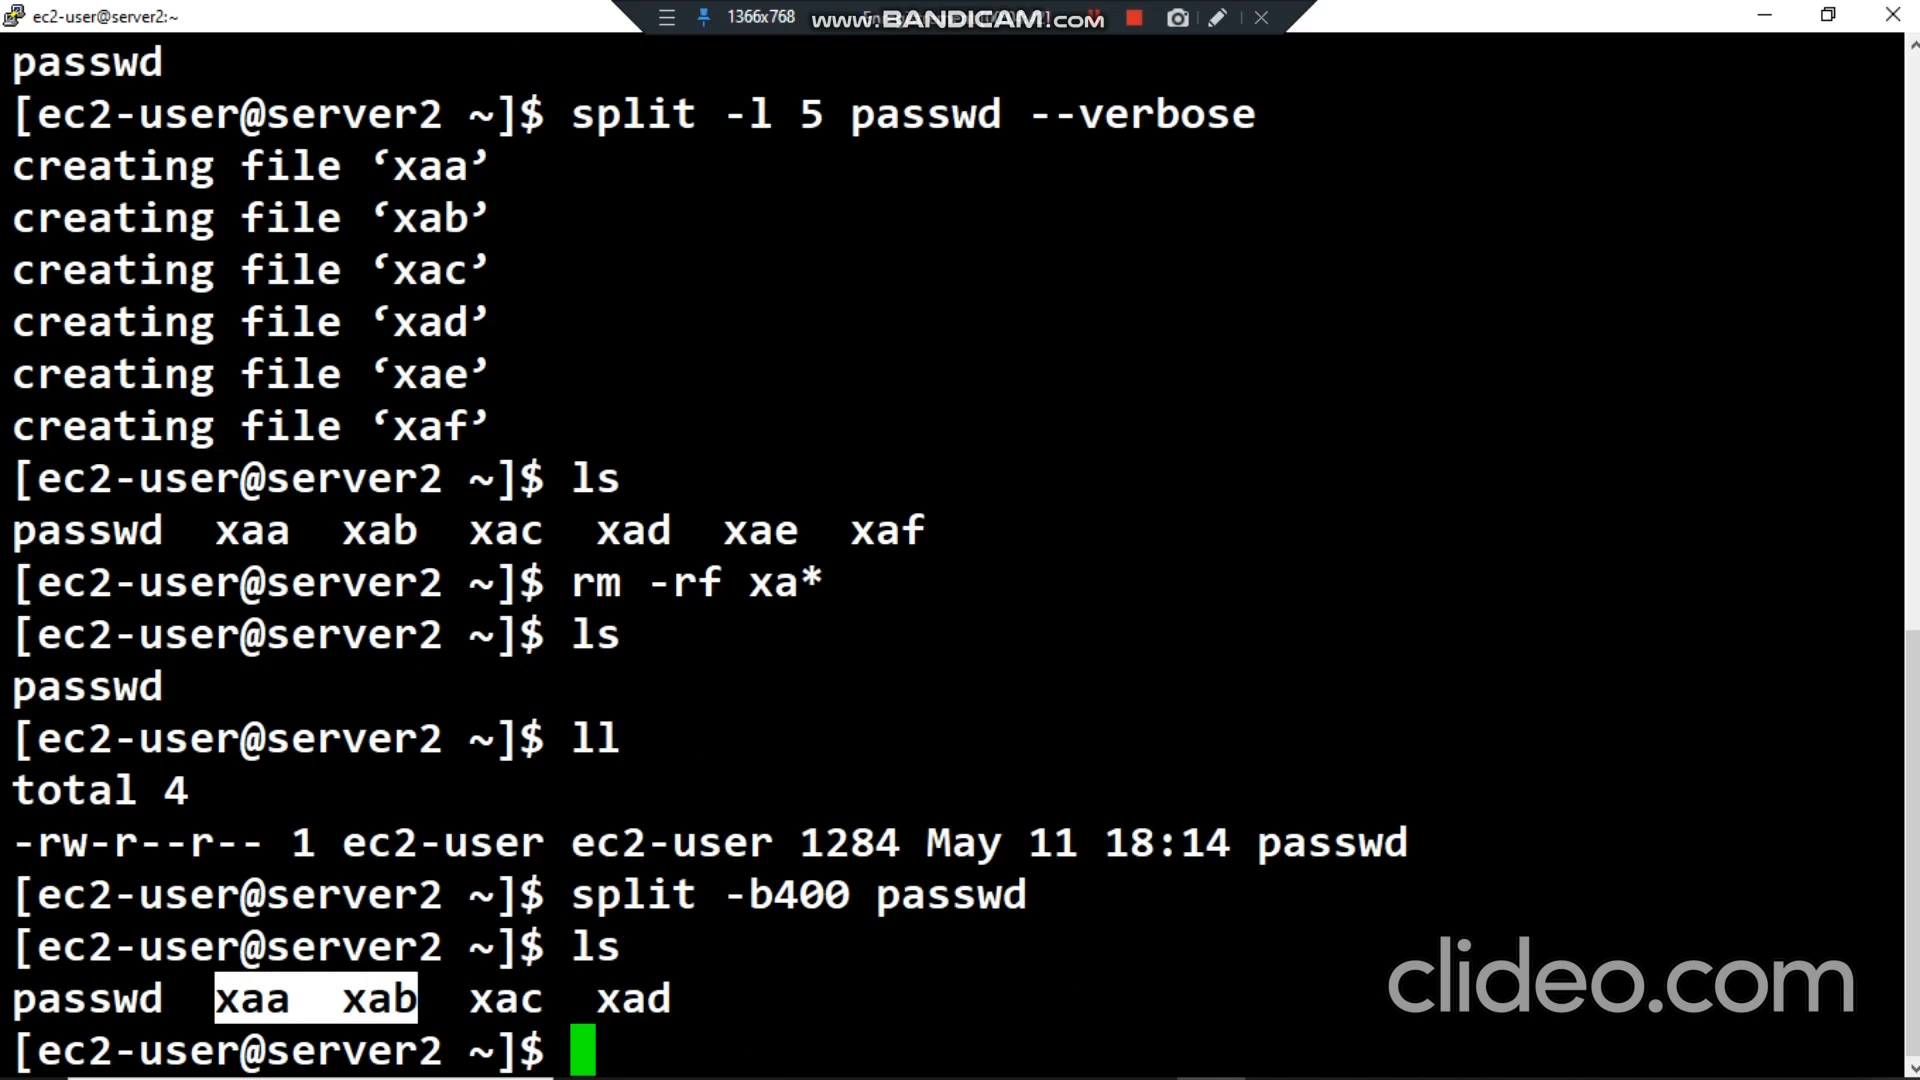 ec2-user@server2:~
1366x768
www.BANDICAM.com
passwd
[ec2-user@server2 ~]$ split -l 5 passwd --verbose
creating file ‘xaa’
creating file ‘xab’
creating file ‘xac’
creating file ‘xad’
creating file ‘xae’
creating file ‘xaf’
[ec2-user@server2 ~]$ ls
passwd  xaa  xab  xac  xad  xae  xaf
[ec2-user@server2 ~]$ rm -rf xa*
[ec2-user@server2 ~]$ ls
passwd
[ec2-user@server2 ~]$ ll
total 4
-rw-r--r-- 1 ec2-user ec2-user 1284 May 11 18:14 passwd
[ec2-user@server2 ~]$ split -b400 passwd
[ec2-user@server2 ~]$ ls
passwd  xaa  xab  xac  xad
[ec2-user@server2 ~]$
clideo.com